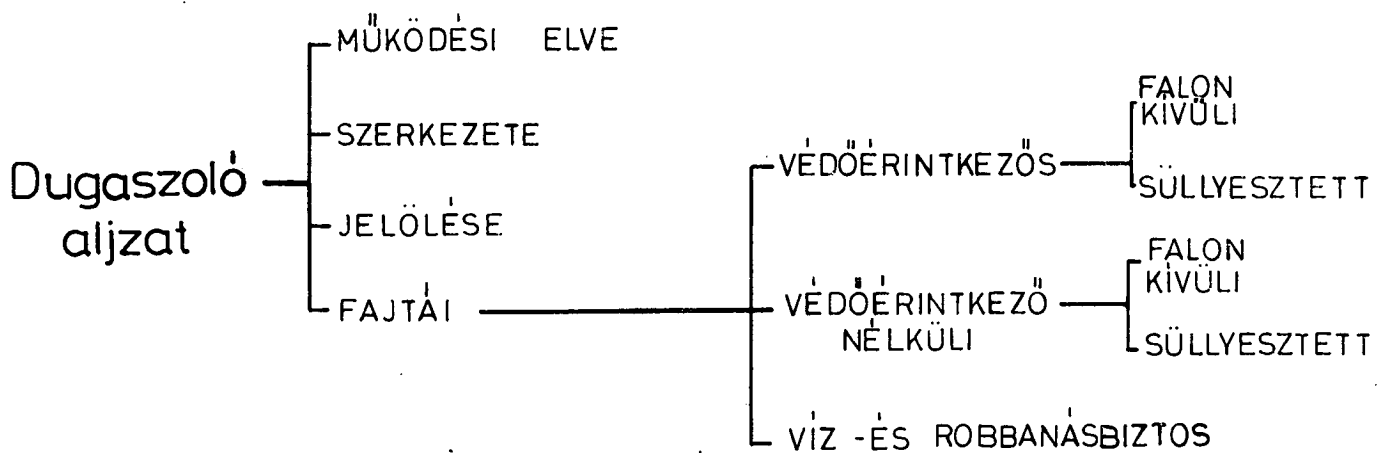 Dugaszoló
aljzat
MŰKÖDÉSI ELVE
SZERKEZETE
JELÖLÉSE
FAJTÁI
VÉDŐÉRINTKEZŐS
FALON
KÍVÜLI
SÜLLYESZTETT
VÉDŐÉRINTKEZŐ
NÉLKÜLI
FALON
KÍVÜLI
SÜLLYESZTETT
VÍZ -ÉS ROBBANÁSBIZTOS